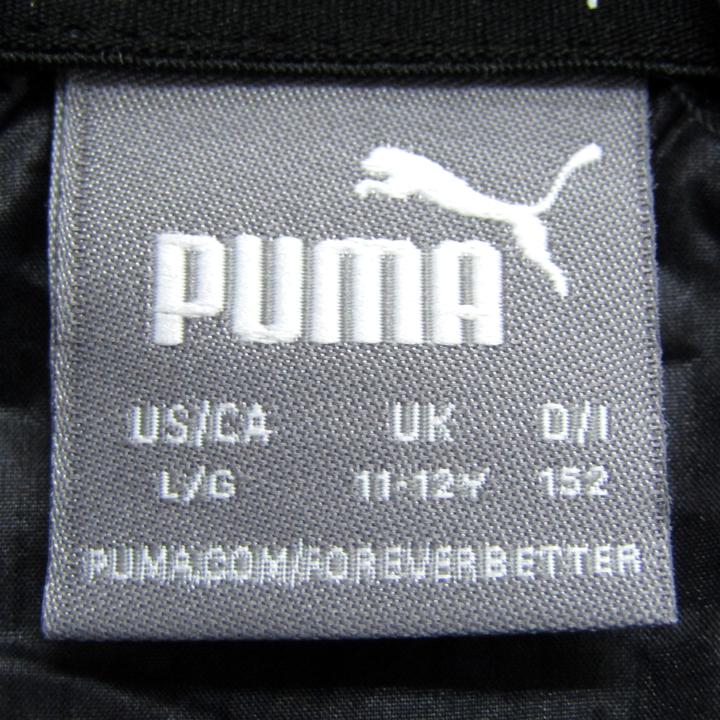 PUMA
US/CA UK D/I
L/G 11-12Y 152
PUMA.COM/FOREVERBETTER